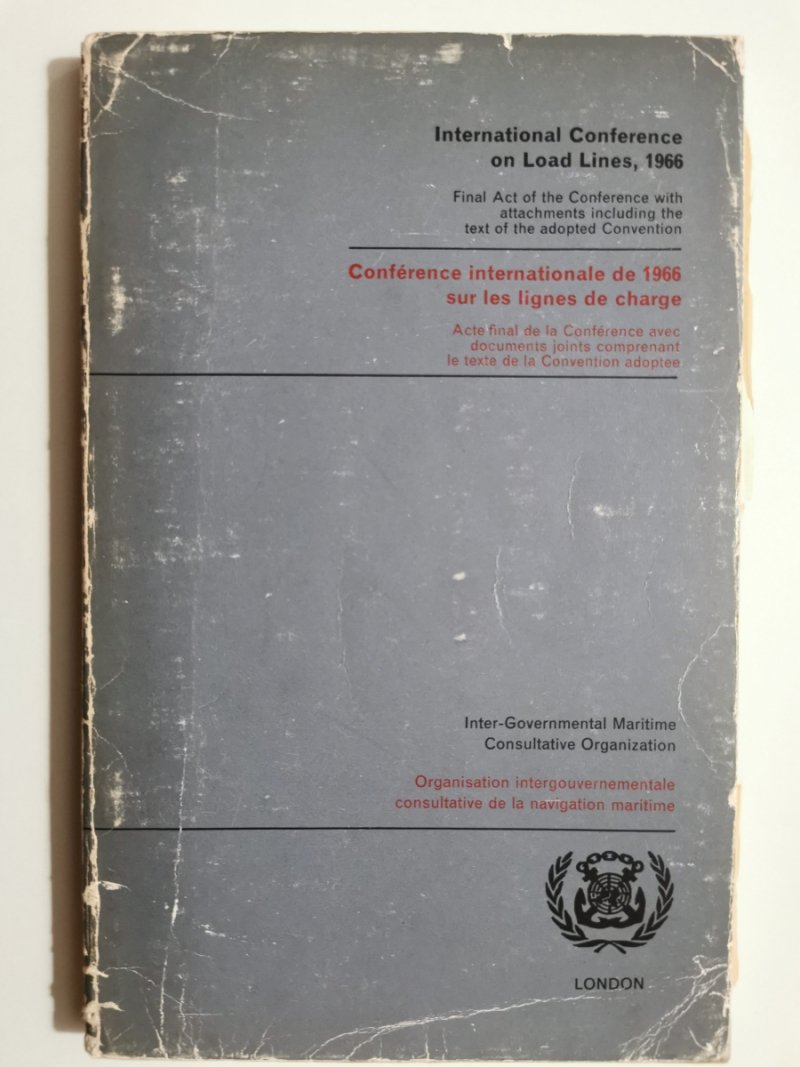 International Conference
on Load Lines, 1966
Final Act of the Conference with
attachments including the
text of the adopted Convention
Conférence internationale de 1966
sur les lignes de charge
Acte final de la Conférence avec
documents joints comprenant
le texte de la Convention adoptée
Inter-Governmental Maritime
Consultative Organization
Organisation intergouvernementale
consultative de la navigation maritime
LONDON